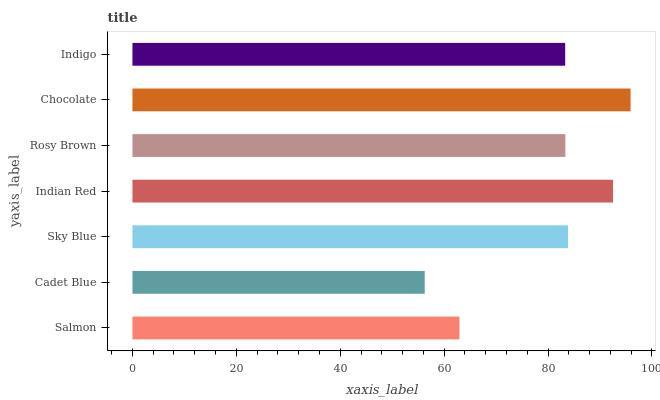 title
Indigo
Chocolate
Rosy Brown
Indian Red
Sky Blue
Cadet Blue
Salmon
yaxis_label
0 20 40 60 80 100
xaxis_label